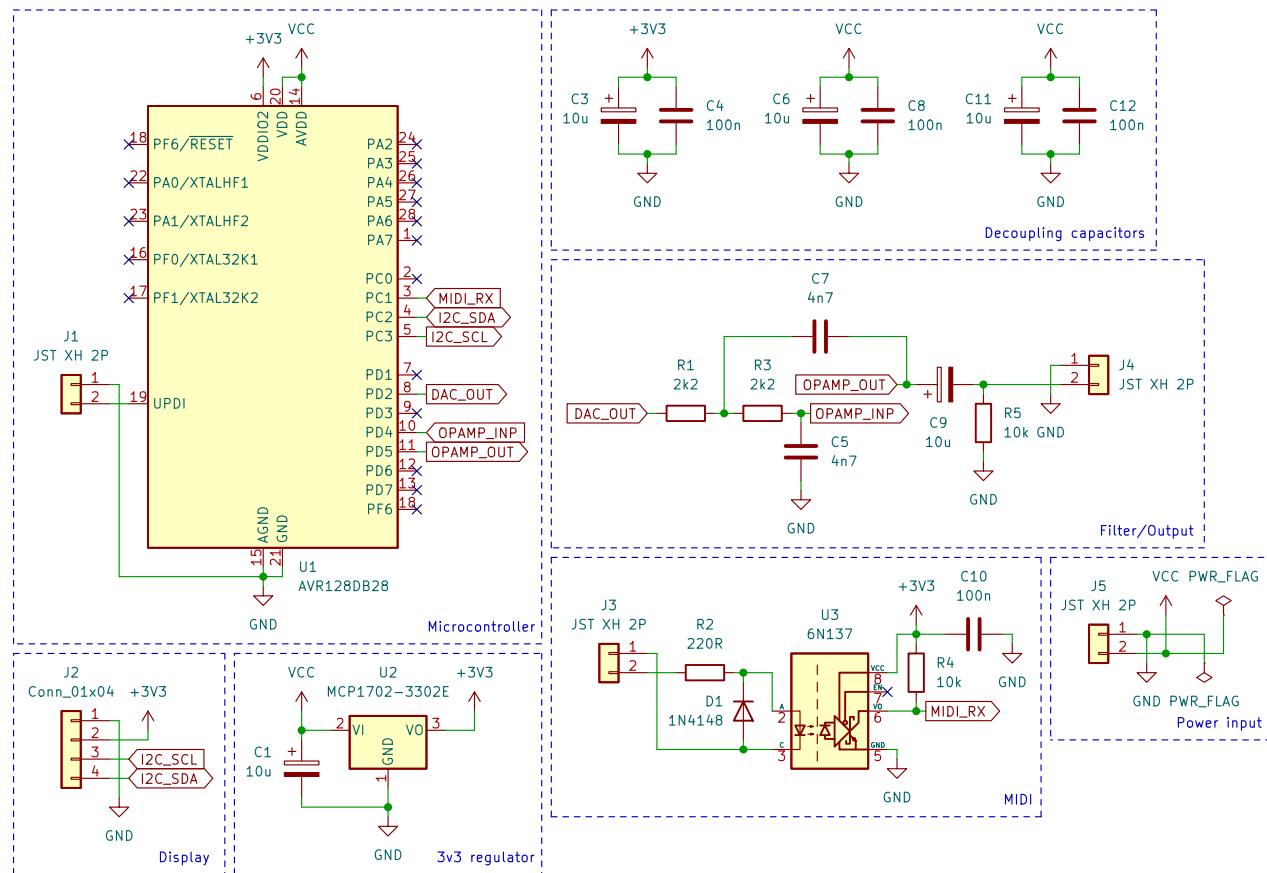 +3V3
VCC
6
VDDIO2
20
VDD
14
AVDD
18
PF6/RESET
22
PA0/XTALHF1
23
PA1/XTALHF2
16
PF0/XTAL32K1
17
PF1/XTAL32K2
19
UPDI
PA2
24
PA3
25
PA4
26
PA5
27
PA6
28
PA7
1
PC0
2
PC1
3
MIDI_RX
PC2
4
I2C_SDA
PC3
5
I2C_SCL
PD1
7
PD2
8
DAC_OUT
PD3
9
PD4
10
OPAMP_INP
PD5
11
OPAMP_OUT
PD6
12
PD7
13
PF6
18
AGND
15
GND
21
U1
AVR128DB28
GND
J1
JST XH 2P
1
2
Microcontroller
+3V3
C3
10u
C4
100n
GND
VCC
C6
10u
C8
100n
GND
VCC
C11
10u
C12
100n
GND
Decoupling capacitors
C7
4n7
R1
2k2
R3
2k2
DAC_OUT
OPAMP_OUT
OPAMP_INP
C5
4n7
GND
C9
10u
R5
10k
GND
GND
1
2
J4
JST XH 2P
Filter/Output
J2
Conn_01x04
+3V3
1
2
3
I2C_SCL
4
I2C_SDA
GND
Display
VCC
U2
MCP1702-3302E
+3V3
2
VI
VO
3
GND
1
C1
10u
GND
3v3 regulator
J3
JST XH 2P
1
2
R2
220R
D1
1N4148
U3
6N137
A
2
C
3
VCC
8
EN
7
VO
6
GND
5
+3V3
C10
100n
GND
R4
10k
MIDI_RX
GND
MIDI
J5
JST XH 2P
1
2
VCC
PWR_FLAG
GND
PWR_FLAG
Power input